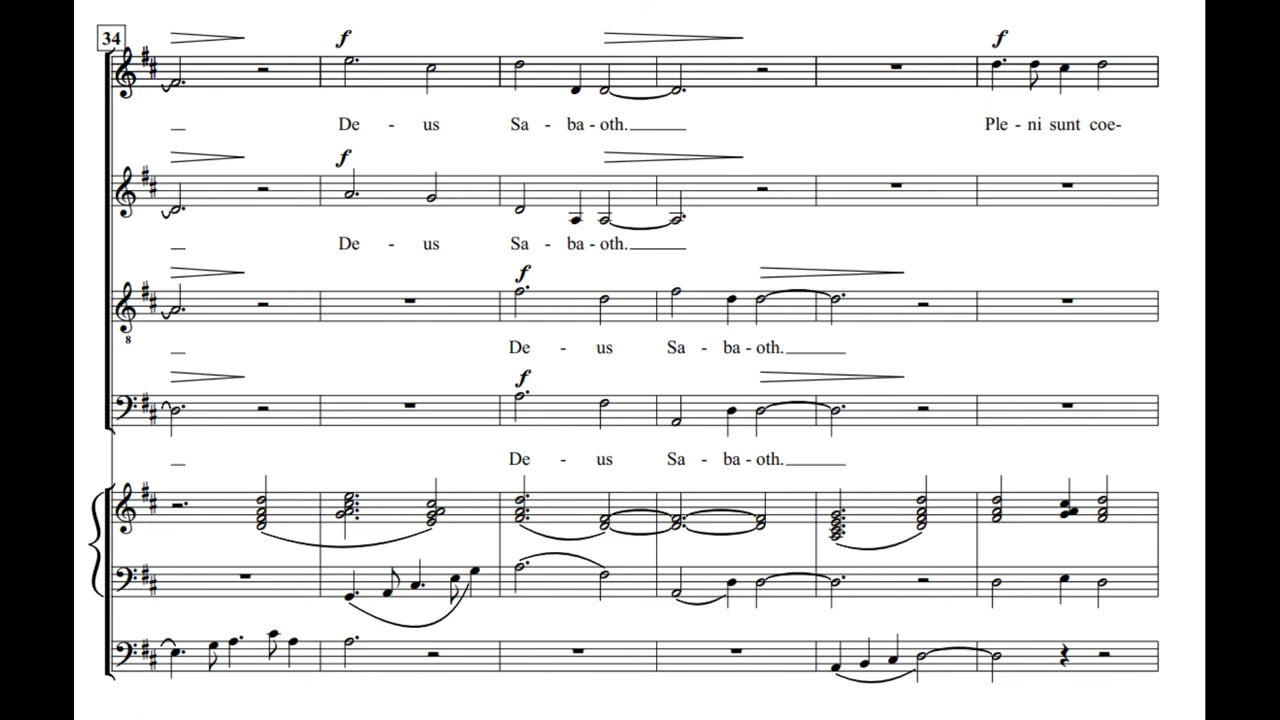 34
f
f
De - us Sa - ba - oth. Ple - ni sunt coe-
f
De - us Sa - ba - oth.
f
8
De - us Sa - ba - oth.
f
De - us Sa - ba - oth.